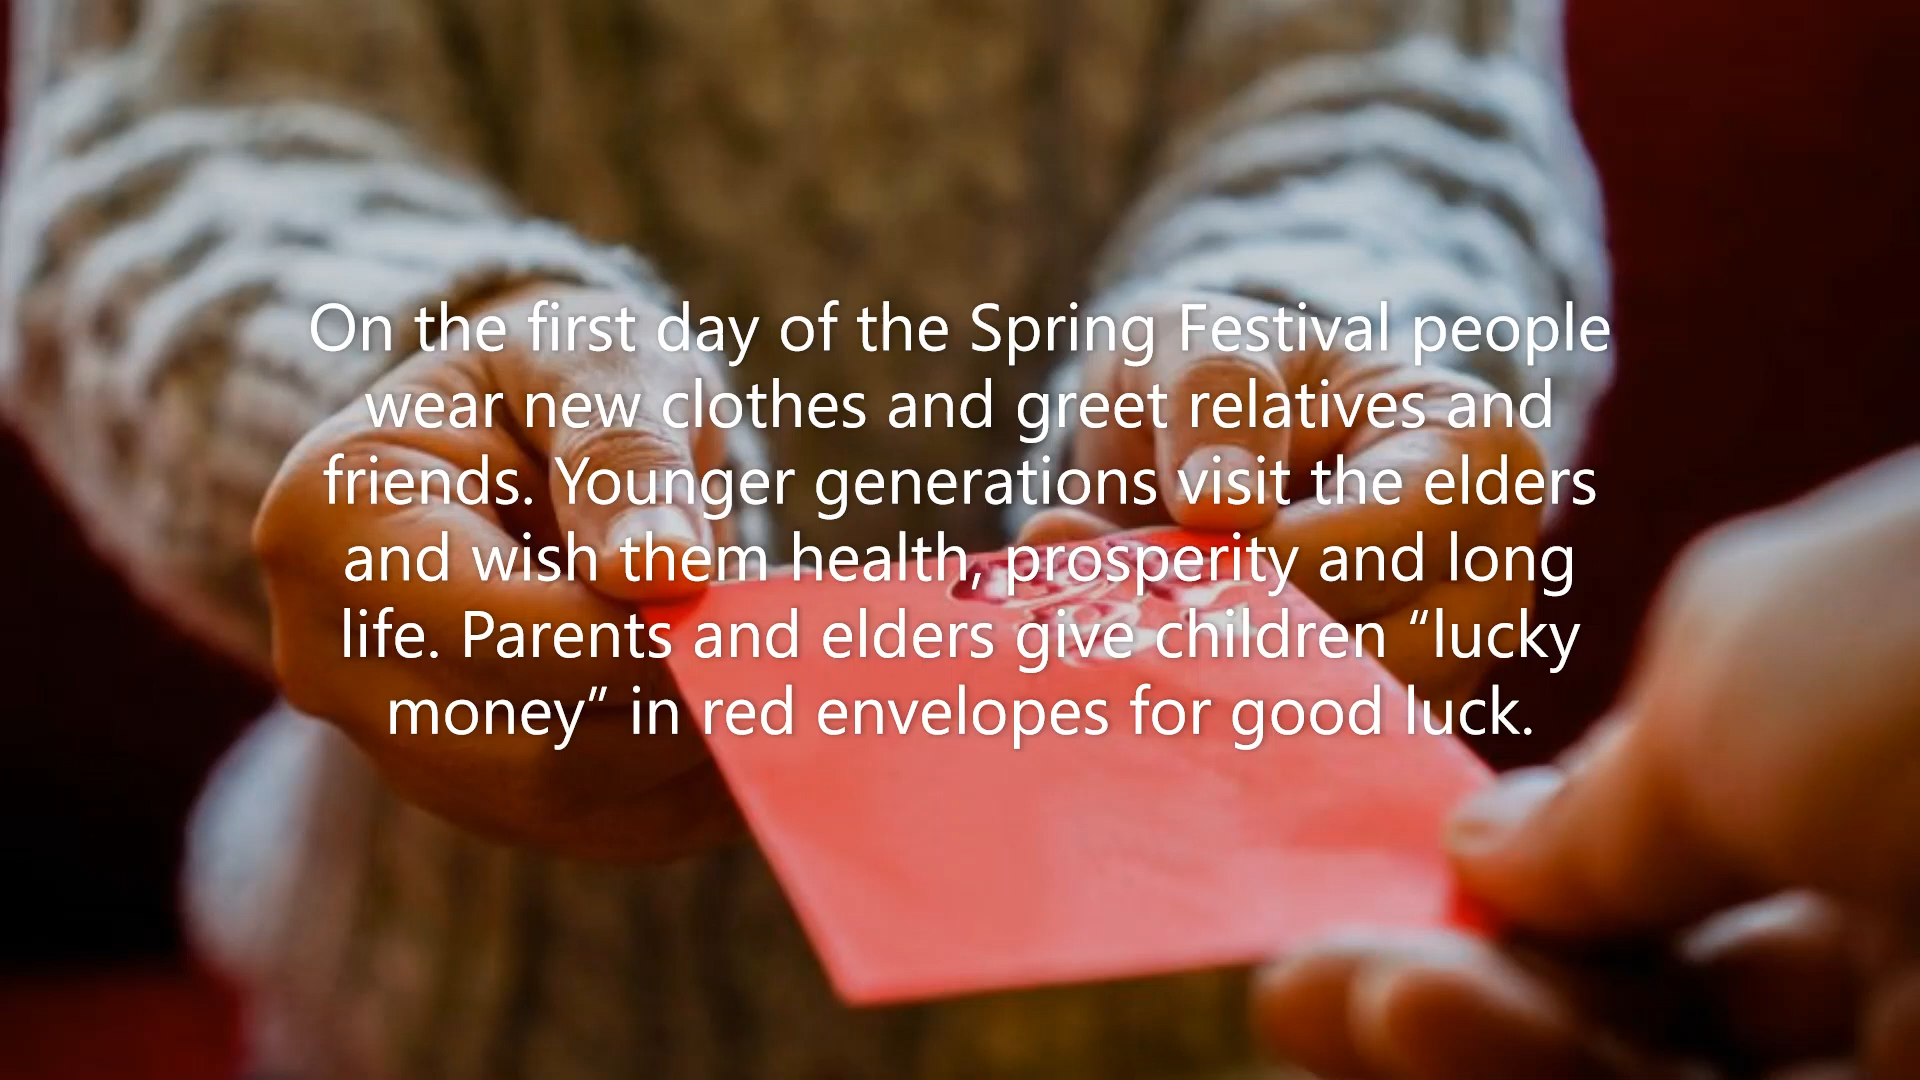 On the first day of the Spring Festival people
wear new clothes and greet relatives and
friends. Younger generations visit the elders
and wish them health, prosperity and long
life. Parents and elders give children “lucky
money” in red envelopes for good luck.